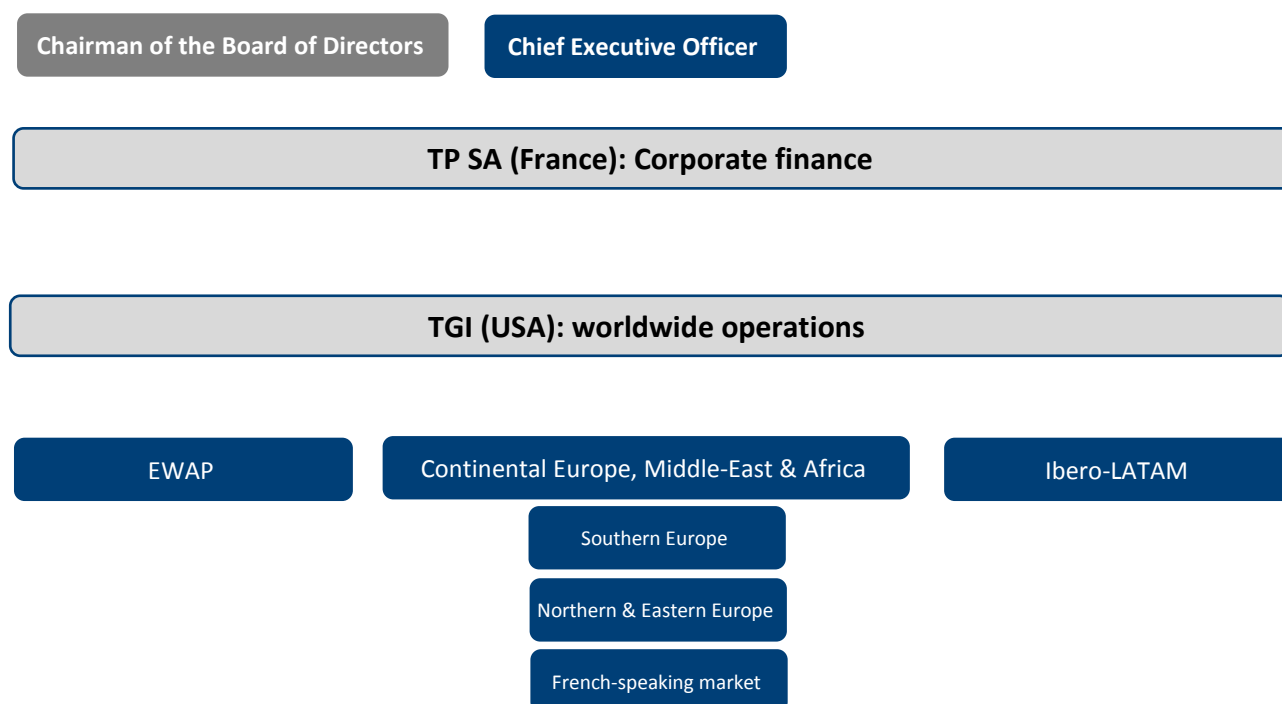 Chairman of the Board of Directors
Chief Executive Officer
TP SA (France): Corporate finance
TGI (USA): worldwide operations
EWAP
Continental Europe, Middle-East & Africa
Ibero-LATAM
Southern Europe
Northern & Eastern Europe
French-speaking market